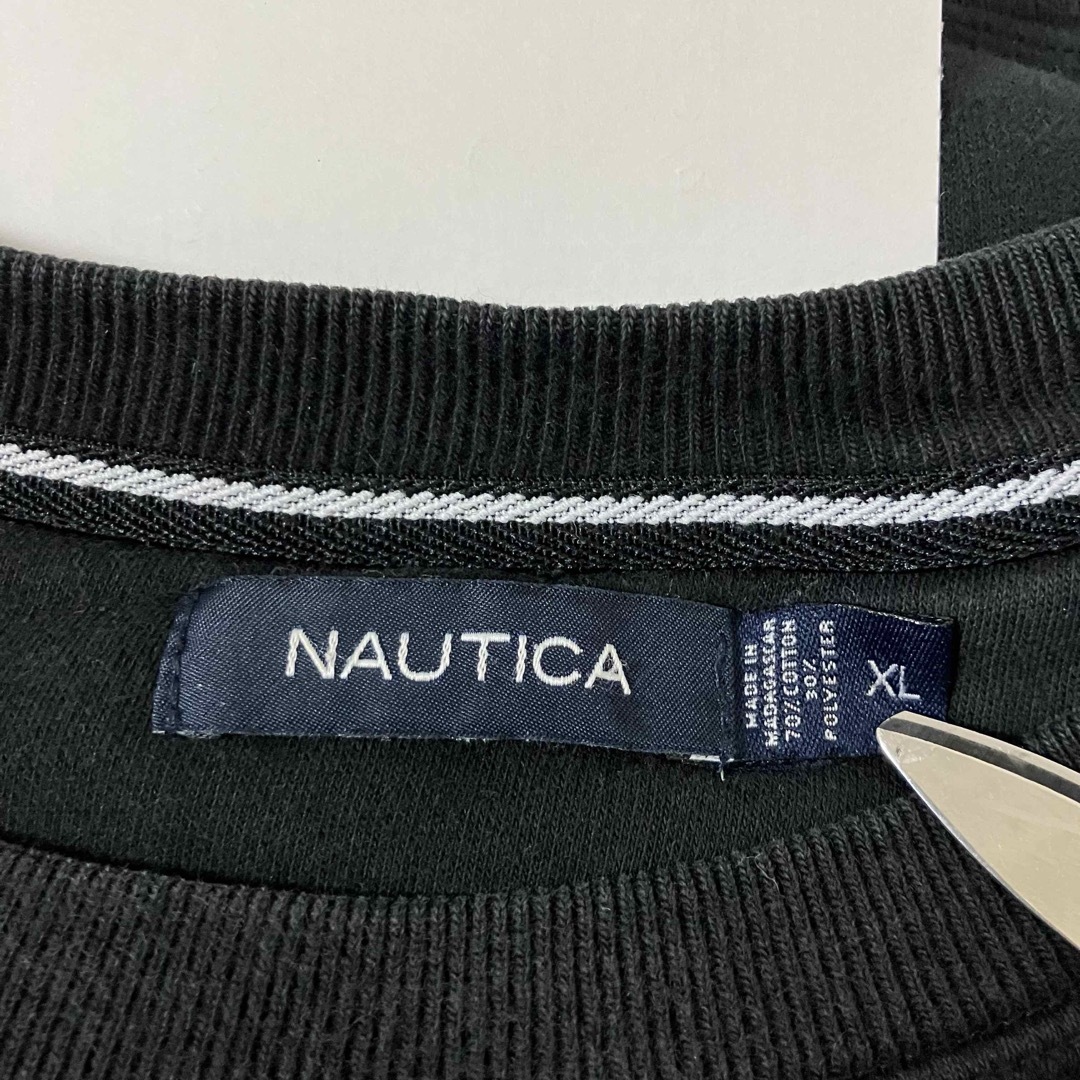 NAUTICA
MADE IN
MADAGASCAR
70%COTTON
30%
POLYESTER
XL